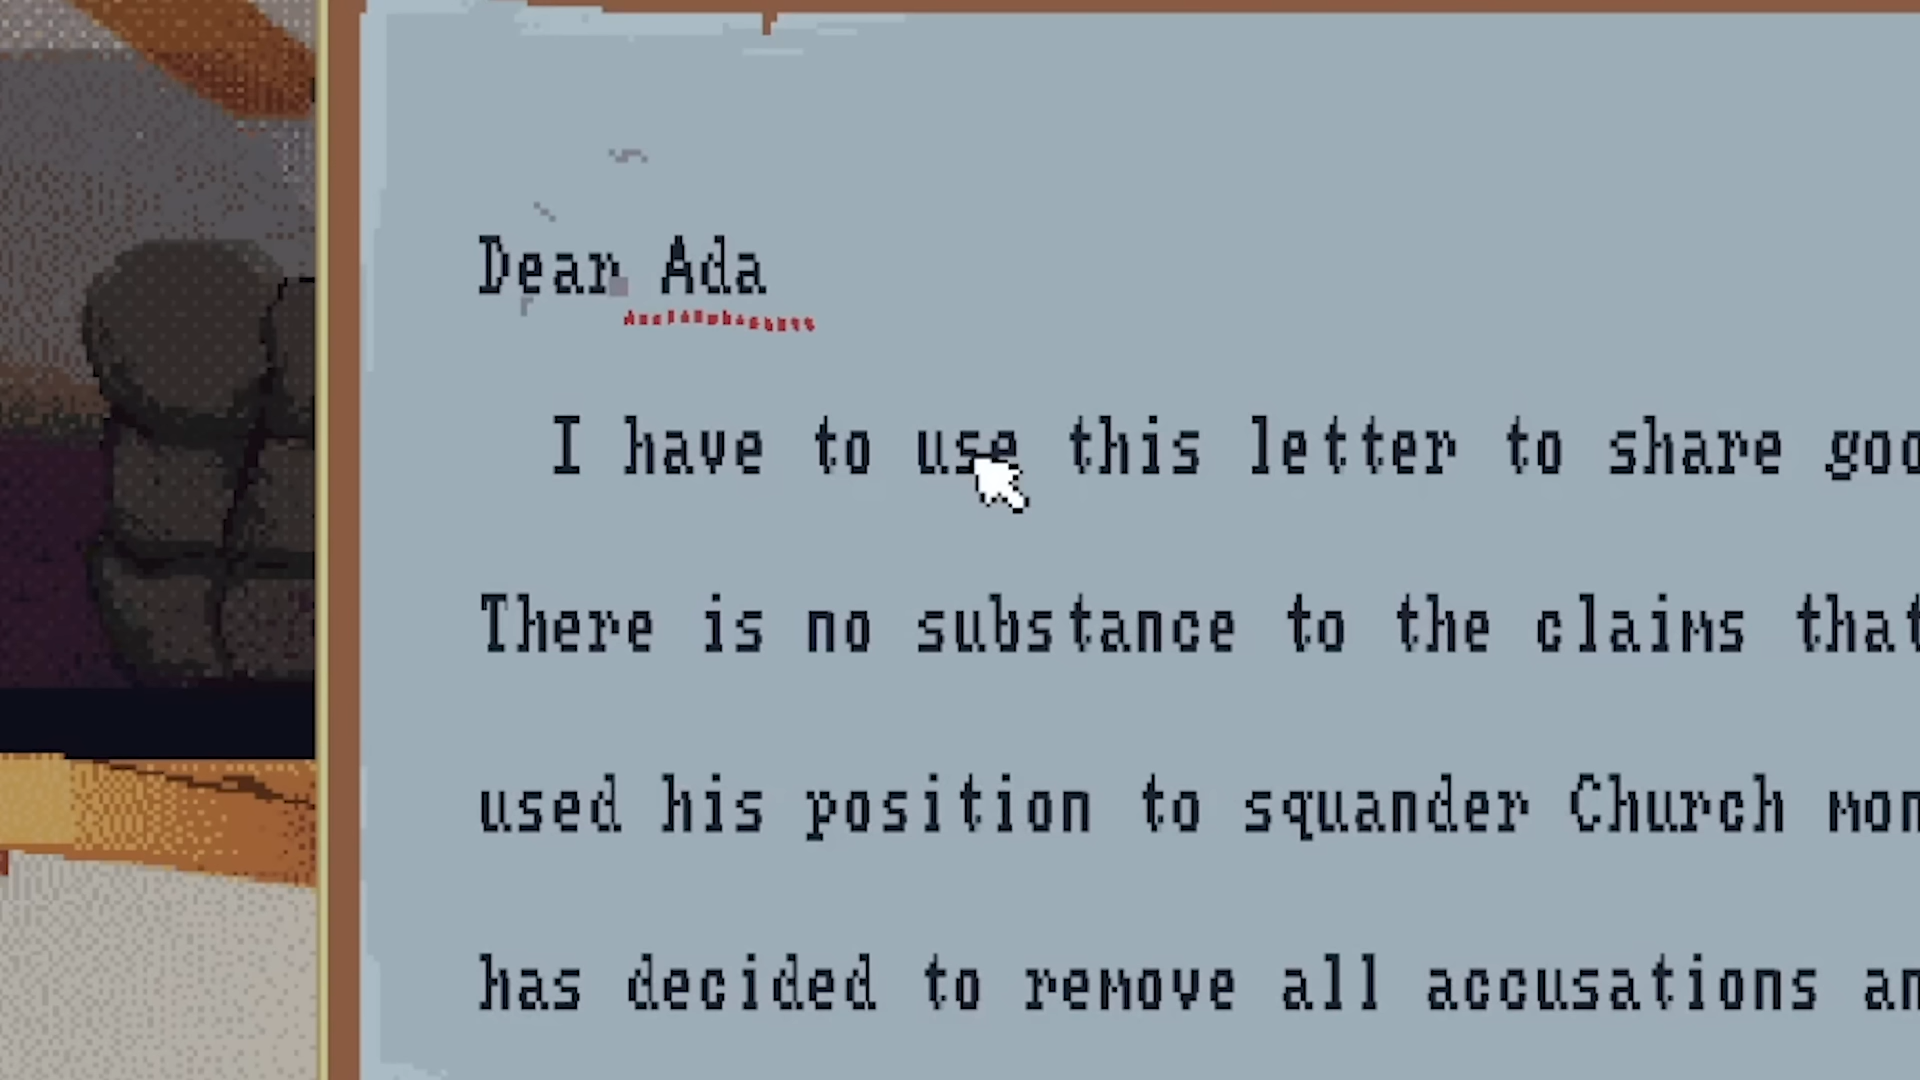 Dear Ada
I have to use this letter to share
There is no substance to the claims that
used his position to squander Church
has decided to remove all accusations